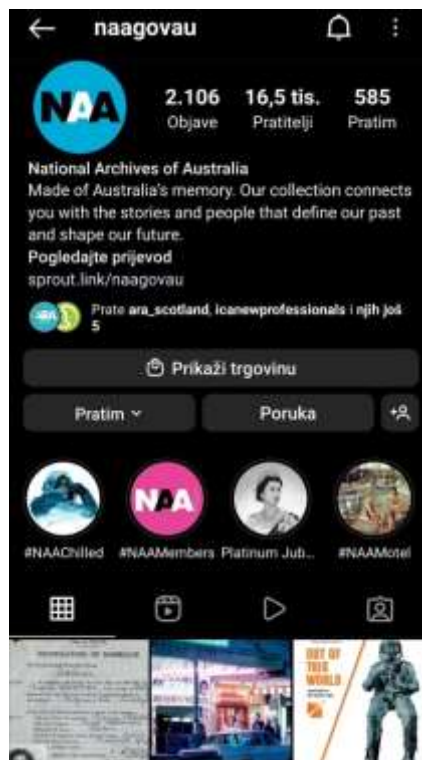 naagovau
NAA
2.106 16,5 tis. 585
Objave Pratitelji Pratim
National Archives of Australia
Made of Australia's memory. Our collection connects
you with the stories and people that define our past
and shape our future.
Pogledajte prijevod
sprout.link/naagovau
NAA
Prate ara_scotland, icanewprofessionals i njih još
5
Prikaži trgovinu
Pratim Poruka
NAA
#NAAChilled #NAAMembers Platinum Jub... #NAAMotel
OUT OF
THIS
WORLD